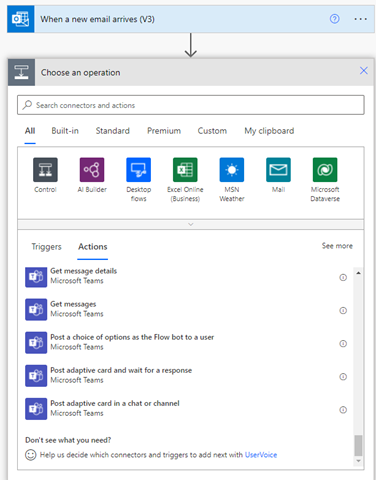 When a new email arrives (V3)
Choose an operation
Search connectors and actions
All Built-in Standard Premium Custom My clipboard
Control AI Builder Desktop flows Excel Online (Business) MSN Weather Mail Microsoft Dataverse
Triggers Actions See more
Get message details
Microsoft Teams
Get messages
Microsoft Teams
Post a choice of options as the Flow bot to a user
Microsoft Teams
Post adaptive card and wait for a response
Microsoft Teams
Post adaptive card in a chat or channel
Microsoft Teams
Don't see what you need?
Help us decide which connectors and triggers to add next with UserVoice